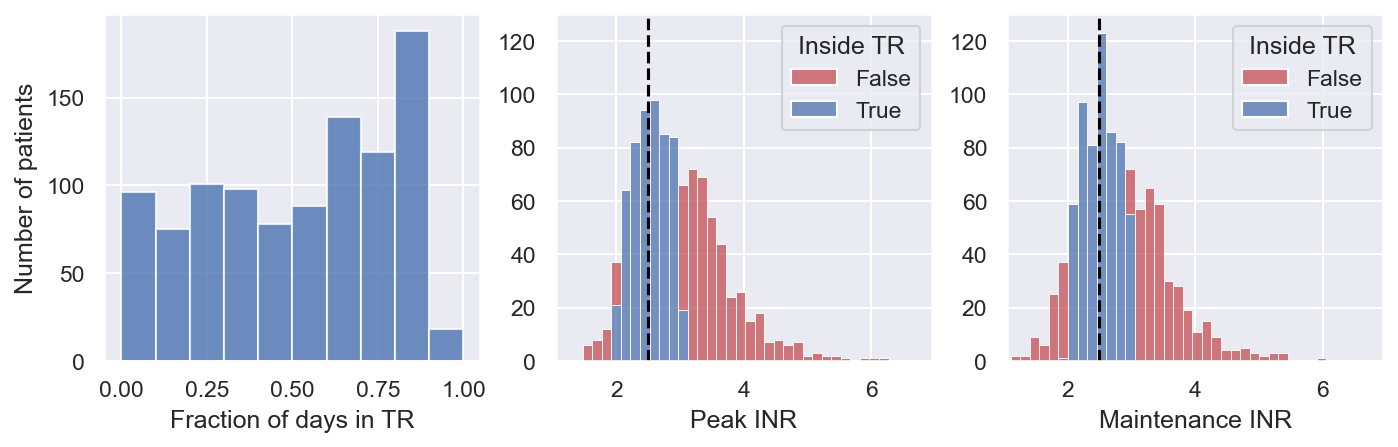 Number of patients
150
100
50
0
0.00 0.25 0.50 0.75 1.00
Fraction of days in TR
120
100
80
60
40
20
0
2 4 6
Peak INR
Inside TR
False
True
120
100
80
60
40
20
0
2 4 6
Maintenance INR
Inside TR
False
True